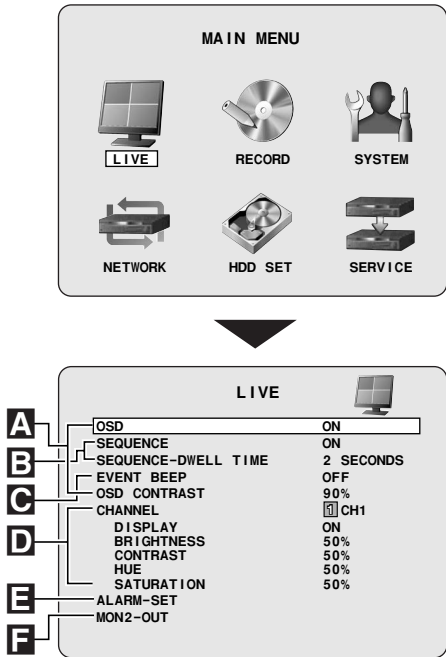 MAIN MENU
LIVE RECORD SYSTEM
NETWORK HDD SET SERVICE
LIVE
A OSD ON
B SEQUENCE ON
SEQUENCE-DWELL TIME 2 SECONDS
C EVENT BEEP OFF
OSD CONTRAST 90%
D CHANNEL 1 CH1
DISPLAY ON
BRIGHTNESS 50%
CONTRAST 50%
HUE 50%
SATURATION 50%
E ALARM-SET
F MON2-OUT